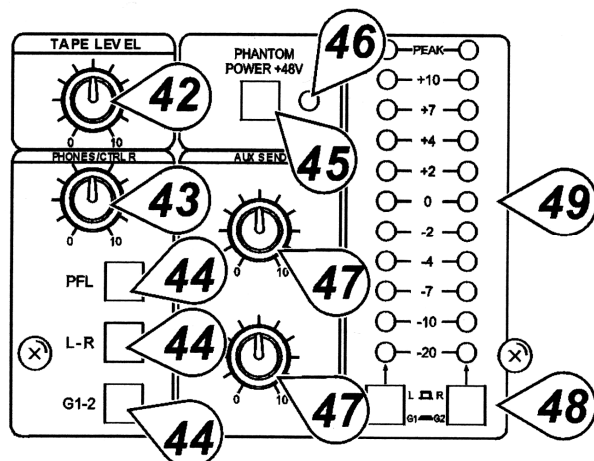 TAPE LEVEL
42
0 10
PHONES/CTRL R
43
0 10
PFL
44
L-R
44
G1-2
44
PHANTOM
POWER +48V
46
45
AUX SEND
47
0 10
47
0 10
PEAK
+10
+7
+4
+2
0
-2
-4
-7
-10
-20
49
L R
G1 G2
48